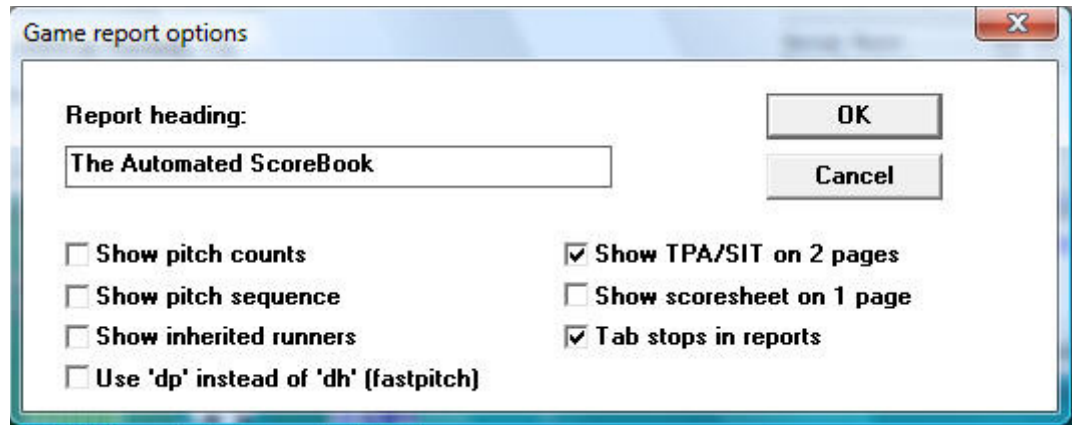 Game report options
Report heading:
OK
The Automated ScoreBook
Cancel
Show pitch counts
Show TPA/SIT on 2 pages
Show pitch sequence
Show scoresheet on 1 page
Show inherited runners
Tab stops in reports
Use 'dp' instead of 'dh' (fastpitch)